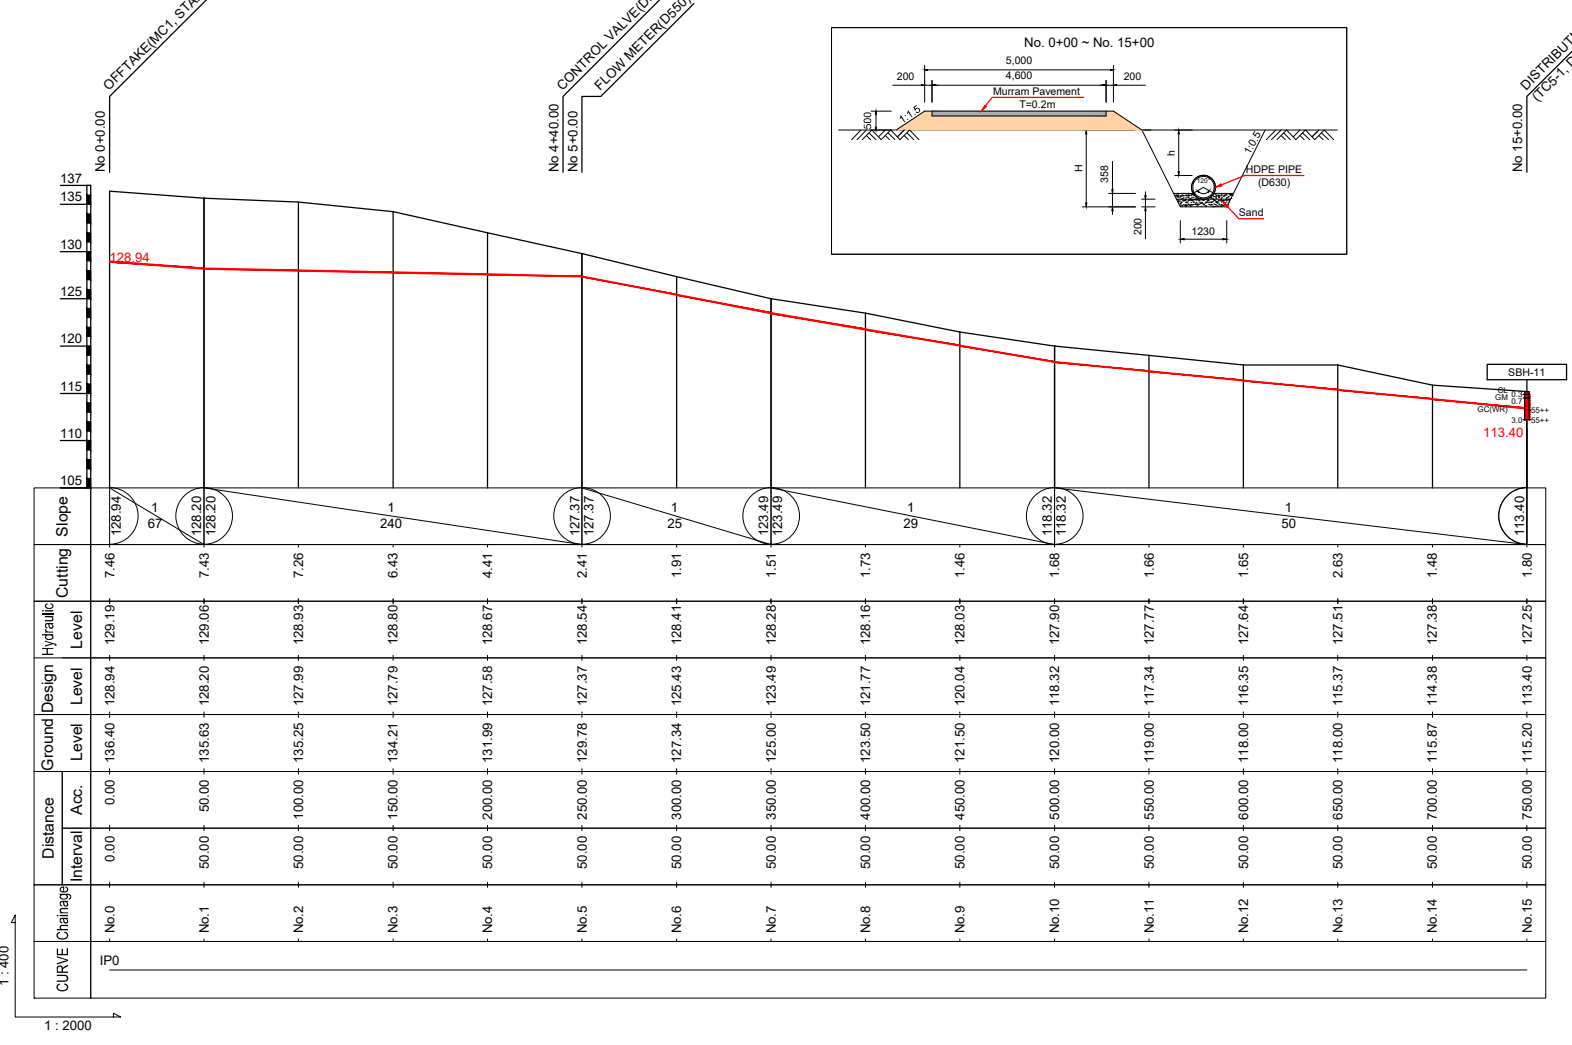 OFFTAKE(MC1, STA
CONTROL VALVE(D
FLOW METER(D550)
DISTRIBUTI
(TC5-1, D
No 0+0.00
No 4+40.00
No 5+0.00
No 15+0.00
No. 0+00 ~ No. 15+00
5,000
200 4,600 200
Murram Pavement
T=0.2m
500
1:1.5
1:0.5
H
h
358
200
120°
HDPE PIPE
(D630)
Sand
1230
137
135
130
125
120
115
110
105
128.94
SBH-11
CL 0.3
GM 0.7
GC(WR) 55++
3.0 55++
113.40
Slope 128.94 1 67 128.20 128.20 1 240 127.37 127.37 1 25 123.49 123.49 1 29 118.32 118.32 1 50 113.40
Cutting 7.46 7.43 7.26 6.43 4.41 2.41 1.91 1.51 1.73 1.46 1.68 1.66 1.65 2.63 1.48 1.80
Hydraulic Level 129.19 129.06 128.93 128.80 128.67 128.54 128.41 128.28 128.16 128.03 127.90 127.77 127.64 127.51 127.38 127.25
Design Level 128.94 128.20 127.99 127.79 127.58 127.37 125.43 123.49 121.77 120.04 118.32 117.34 116.35 115.37 114.38 113.40
Ground Level 136.40 135.63 135.25 134.21 131.99 129.78 127.34 125.00 123.50 121.50 120.00 119.00 118.00 118.00 115.87 115.20
Distance
Acc. 0.00 50.00 100.00 150.00 200.00 250.00 300.00 350.00 400.00 450.00 500.00 550.00 600.00 650.00 700.00 750.00
Interval 0.00 50.00 50.00 50.00 50.00 50.00 50.00 50.00 50.00 50.00 50.00 50.00 50.00 50.00 50.00 50.00
Chainage No.0 No.1 No.2 No.3 No.4 No.5 No.6 No.7 No.8 No.9 No.10 No.11 No.12 No.13 No.14 No.15
CURVE IP0
1 : 400
1 : 2000